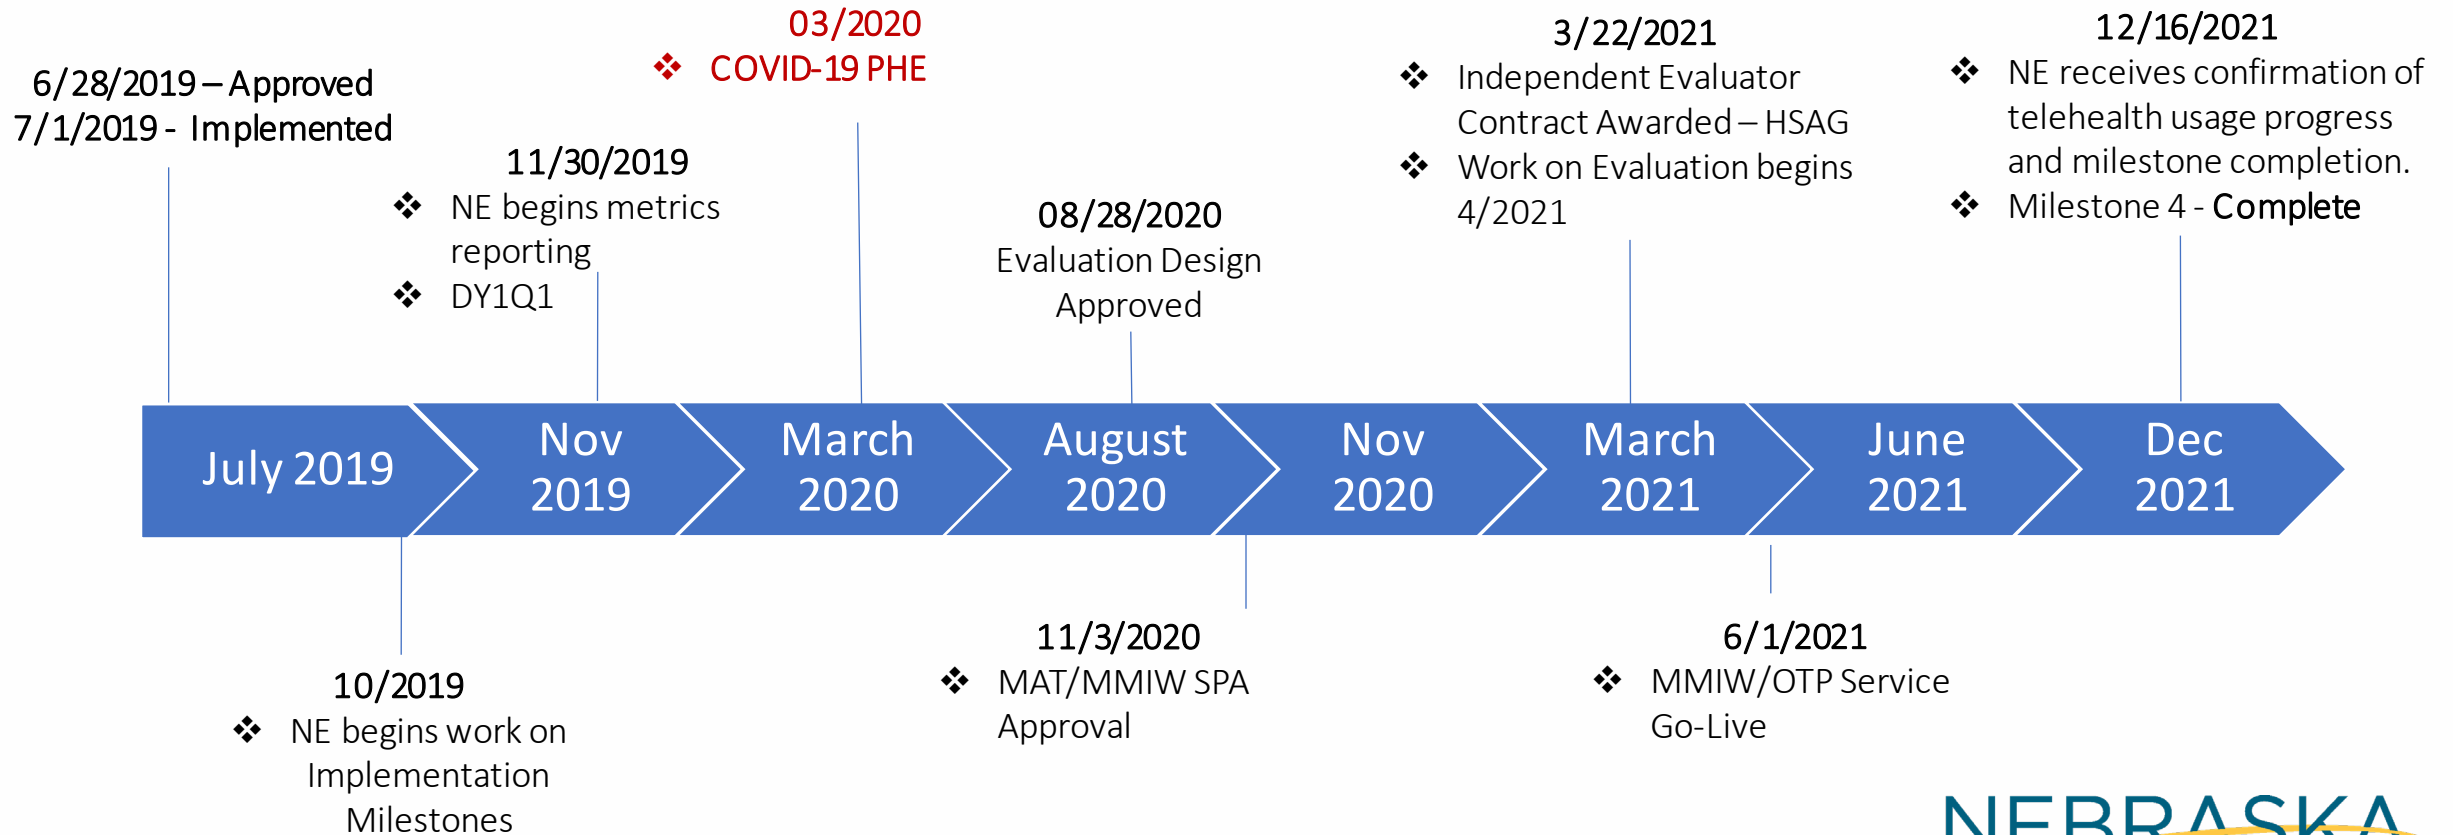 6/28/2019 – Approved
7/1/2019 - Implemented
11/30/2019
❖ NE begins metrics
reporting
❖ DY1Q1
03/2020
❖ COVID-19 PHE
08/28/2020
Evaluation Design
Approved
3/22/2021
❖ Independent Evaluator
Contract Awarded – HSAG
❖ Work on Evaluation begins
4/2021
12/16/2021
❖ NE receives confirmation of
telehealth usage progress
and milestone completion.
❖ Milestone 4 - Complete
July 2019
Nov
2019
March
2020
August
2020
Nov
2020
March
2021
June
2021
Dec
2021
10/2019
❖ NE begins work on
Implementation
Milestones
11/3/2020
❖ MAT/MMIW SPA
Approval
6/1/2021
❖ MMIW/OTP Service
Go-Live
NEBRASKA